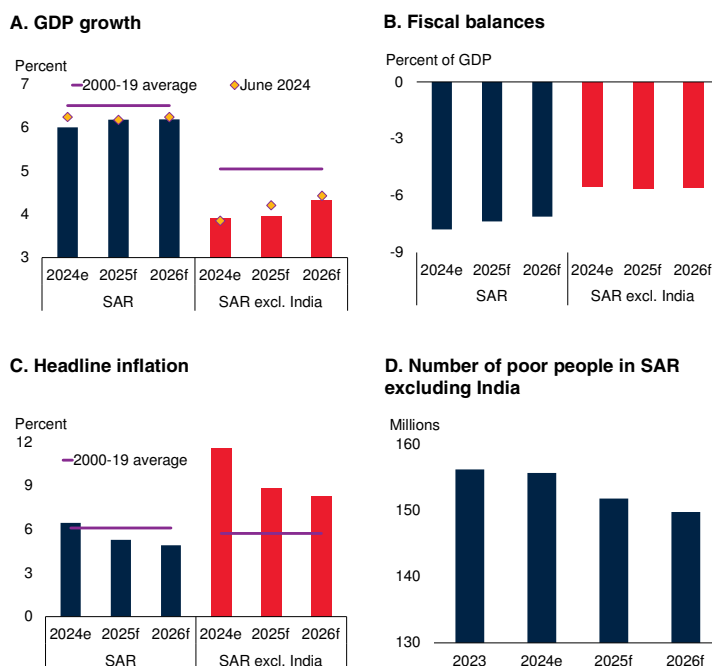 A. GDP growth
Percent
7
2000-19 average
June 2024
6
5
4
3
2024e 2025f 2026f 2024e 2025f 2026f
SAR SAR excl. India
B. Fiscal balances
Percent of GDP
0
-3
-6
-9
2024e 2025f 2026f 2024e 2025f 2026f
SAR SAR excl. India
C. Headline inflation
Percent
12
2000-19 average
9
6
3
0
2024e 2025f 2026f 2024e 2025f 2026f
SAR SAR excl. India
D. Number of poor people in SAR
excluding India
Millions
160
150
140
130
2023 2024e 2025f 2026f